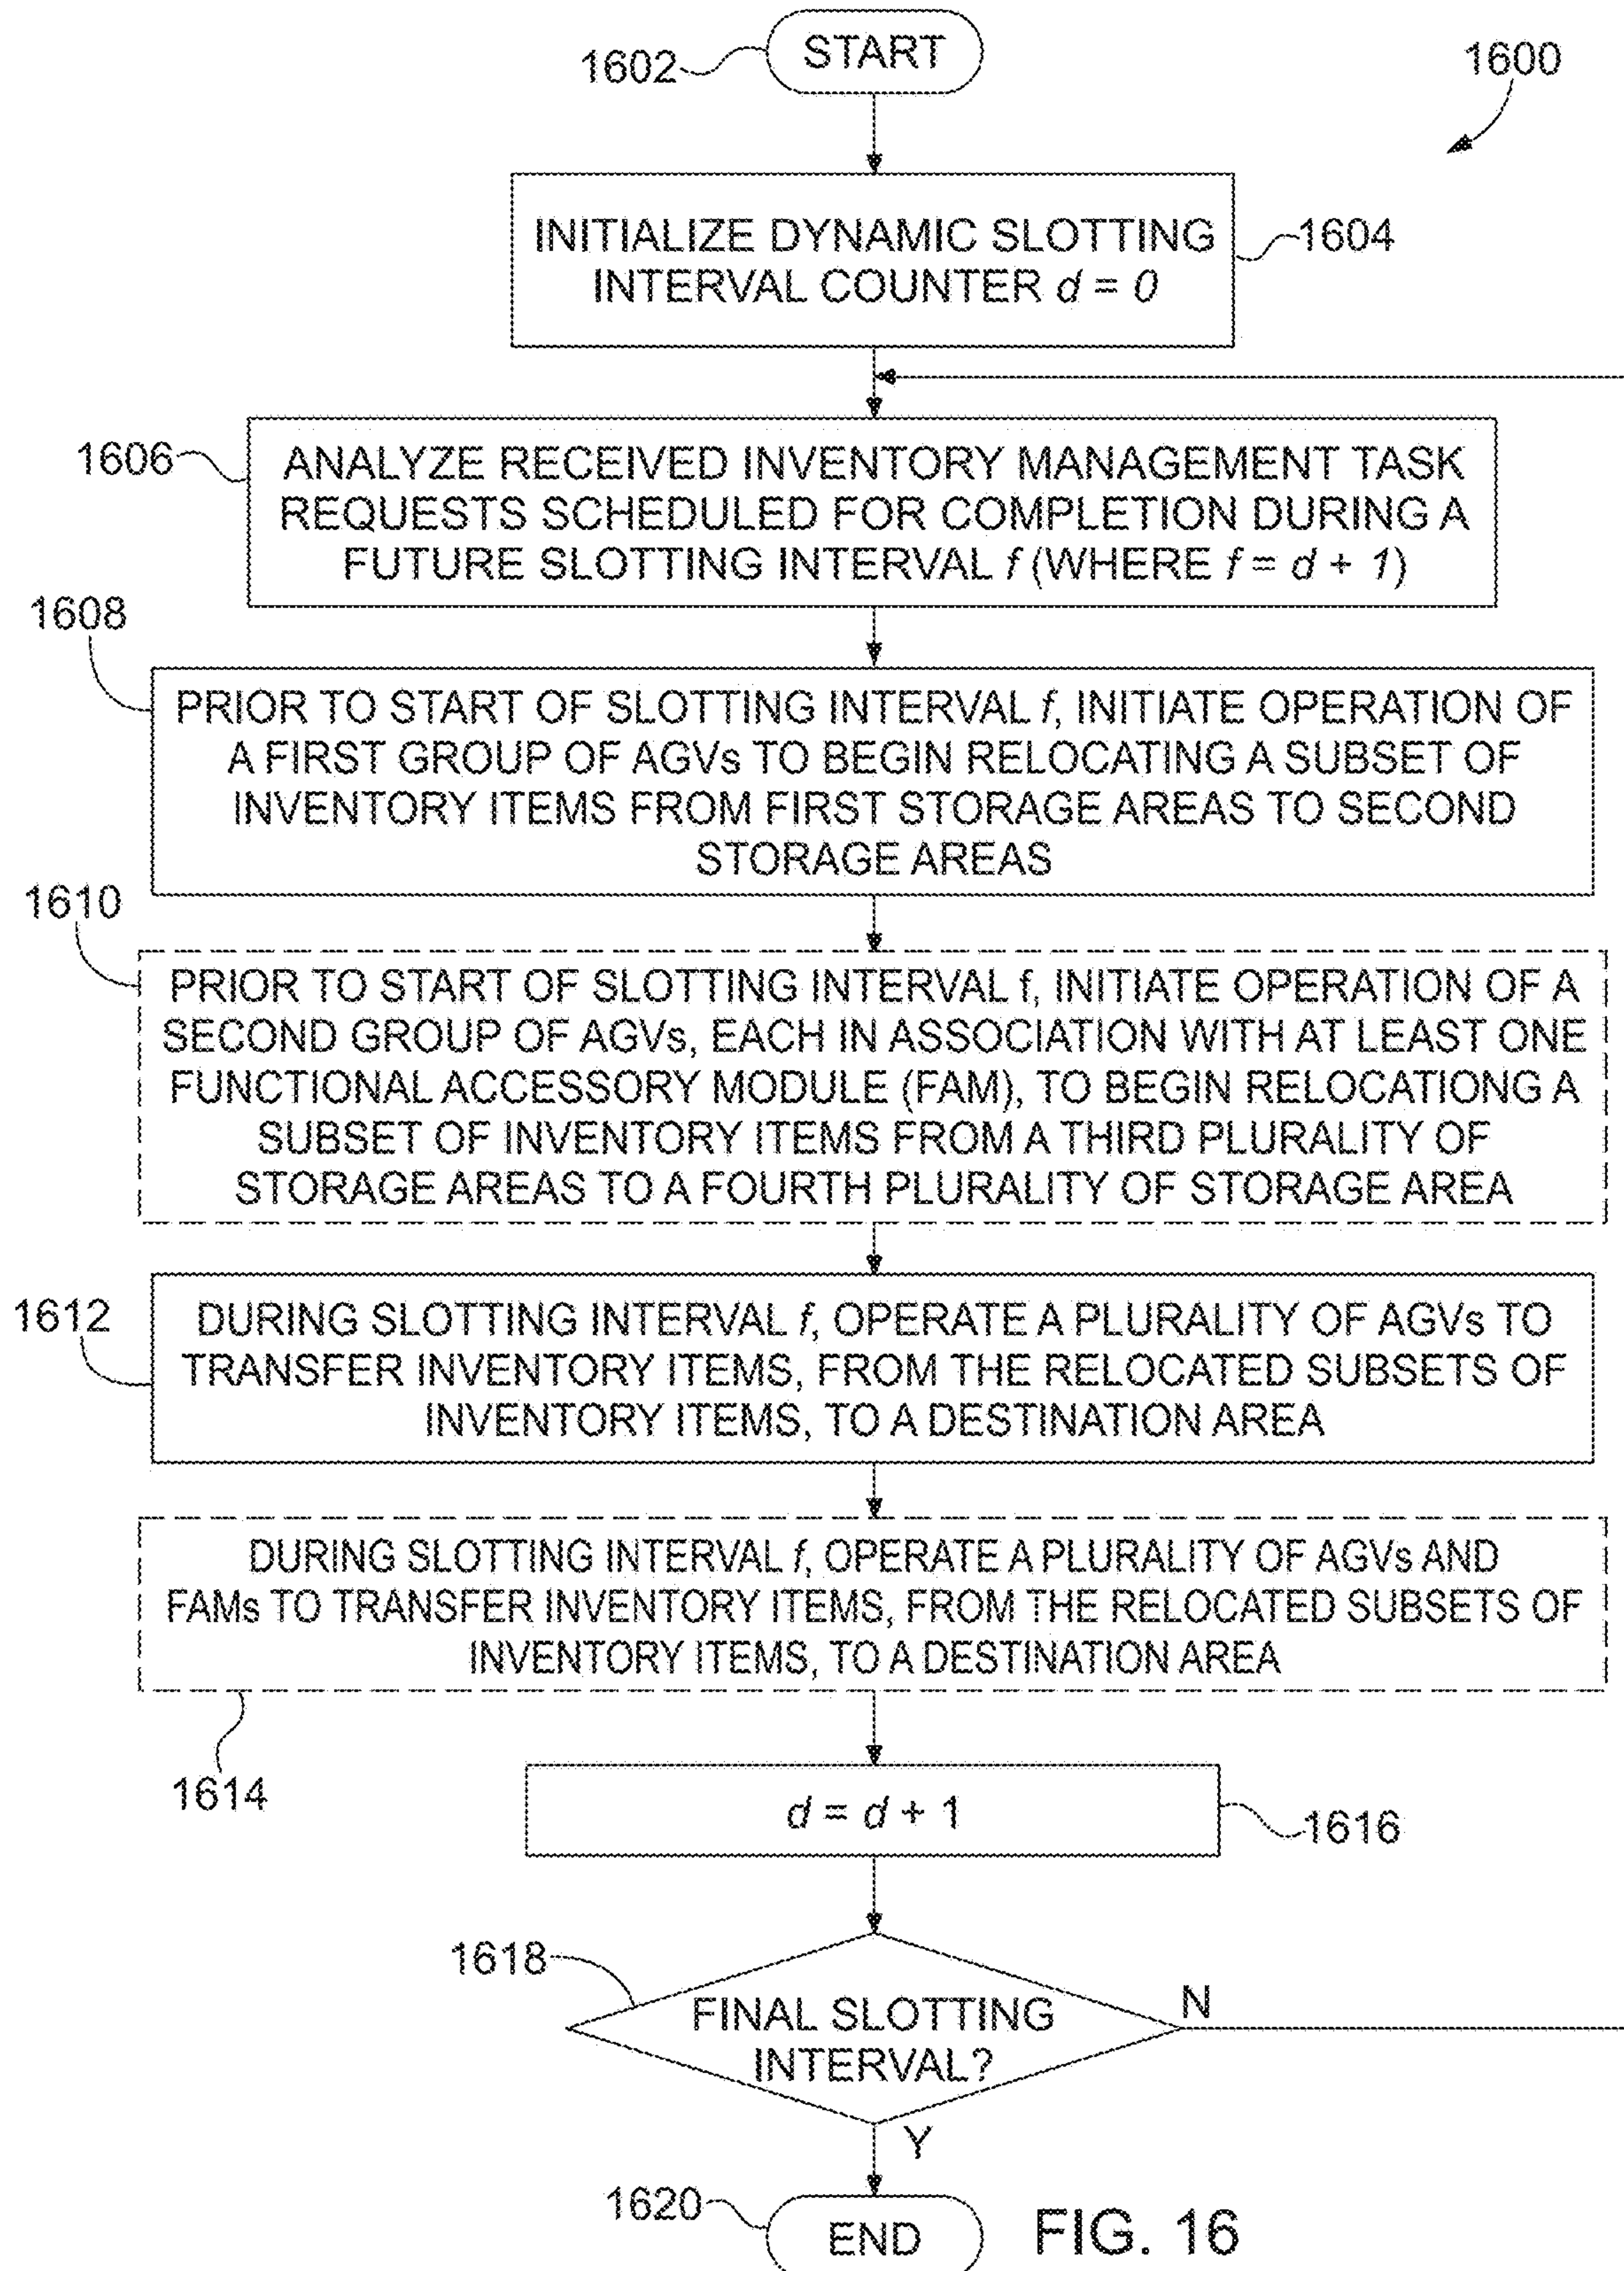 1602
START
1600
INITIALIZE DYNAMIC SLOTTING
INTERVAL COUNTER d = 0
1604
1606
ANALYZE RECEIVED INVENTORY MANAGEMENT TASK
REQUESTS SCHEDULED FOR COMPLETION DURING A
FUTURE SLOTTING INTERVAL f (WHERE f = d + 1)
1608
PRIOR TO START OF SLOTTING INTERVAL f, INITIATE OPERATION OF
A FIRST GROUP OF AGVs TO BEGIN RELOCATING A SUBSET OF
INVENTORY ITEMS FROM FIRST STORAGE AREAS TO SECOND
STORAGE AREAS
1610
PRIOR TO START OF SLOTTING INTERVAL f, INITIATE OPERATION OF A
SECOND GROUP OF AGVs, EACH IN ASSOCIATION WITH AT LEAST ONE
FUNCTIONAL ACCESSORY MODULE (FAM), TO BEGIN RELOCATIONG A
SUBSET OF INVENTORY ITEMS FROM A THIRD PLURALITY OF
STORAGE AREAS TO A FOURTH PLURALITY OF STORAGE AREA
1612
DURING SLOTTING INTERVAL f, OPERATE A PLURALITY OF AGVs TO
TRANSFER INVENTORY ITEMS, FROM THE RELOCATED SUBSETS OF
INVENTORY ITEMS, TO A DESTINATION AREA
DURING SLOTTING INTERVAL f, OPERATE A PLURALITY OF AGVs AND
FAMs TO TRANSFER INVENTORY ITEMS, FROM THE RELOCATED SUBSETS OF
INVENTORY ITEMS, TO A DESTINATION AREA
1614
d = d + 1
1616
1618
FINAL SLOTTING
INTERVAL?
N
Y
1620
END
FIG. 16